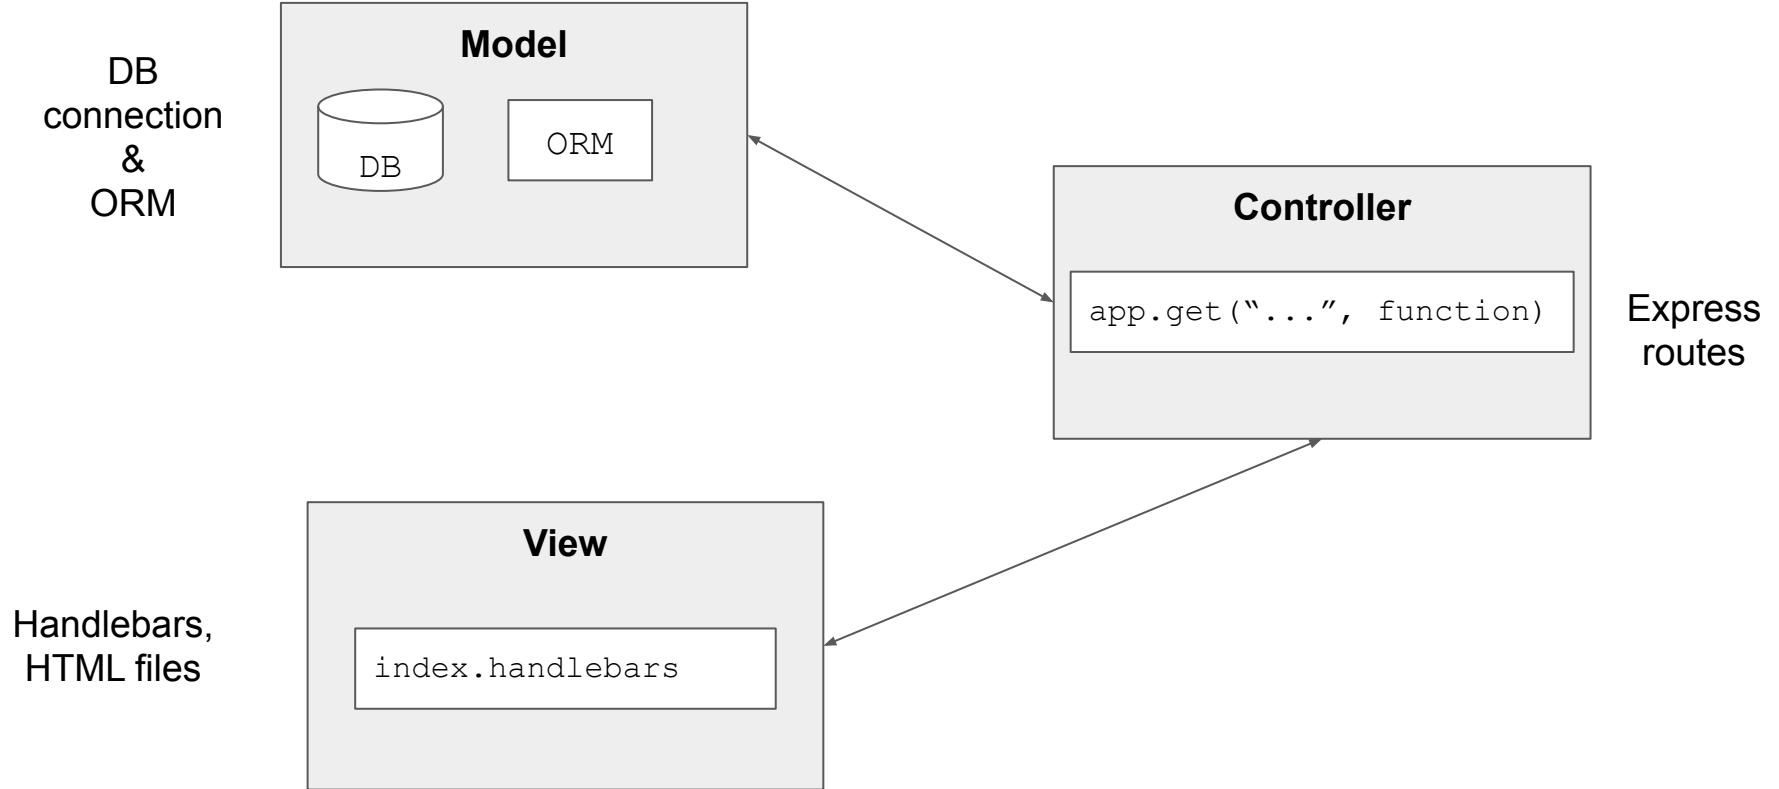 DB
connection
&
ORM
Model
DB
ORM
Controller
app.get(“...”, function)
Express
routes
View
index.handlebars
Handlebars,
HTML files